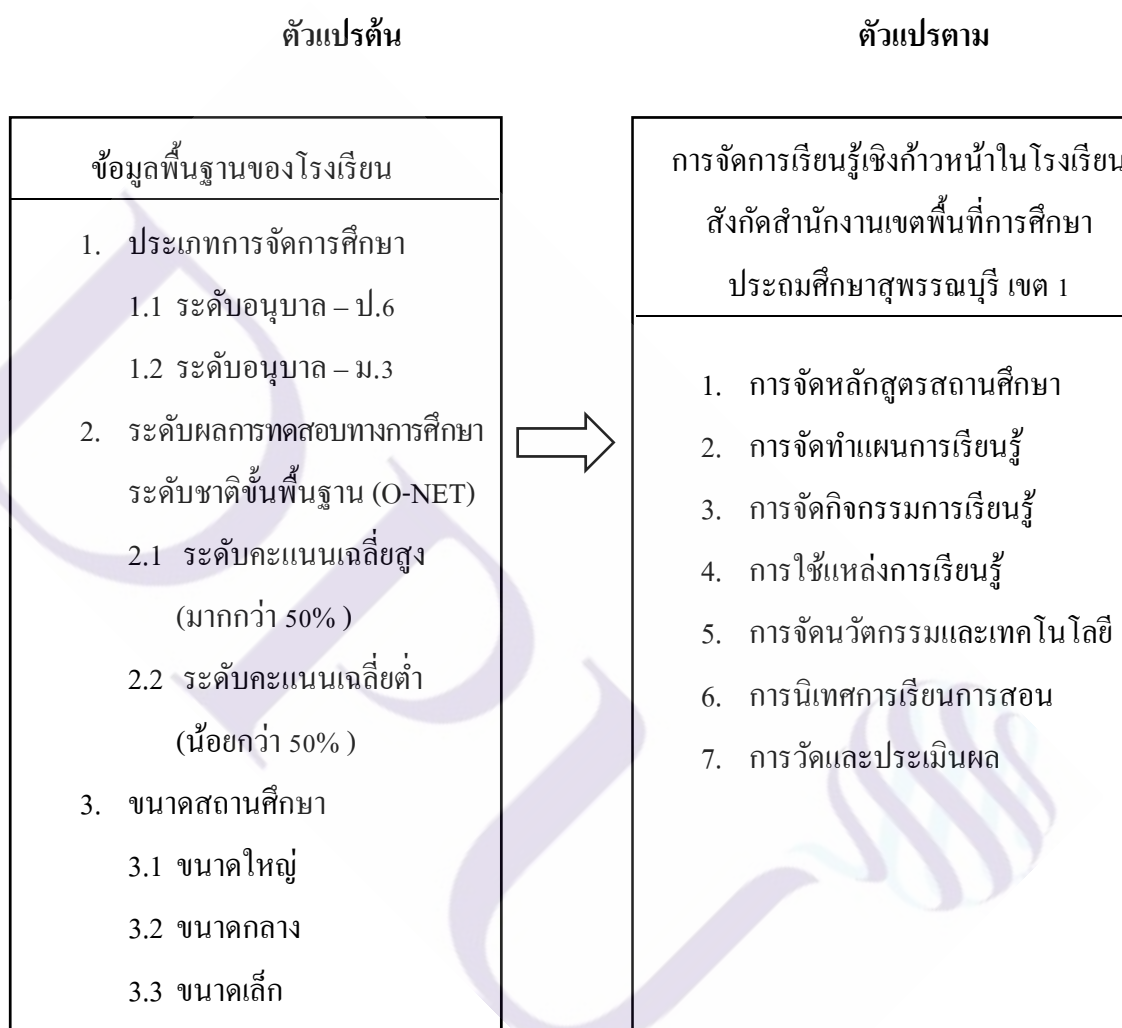 ตัวแปรต้น
ตัวแปรตาม
ข้อมูลพื้นฐานของโรงเรียน
1. ประเภทการจัดการศึกษา
1.1 ระดับอนุบาล – ป.6
1.2 ระดับอนุบาล – ม.3
2. ระดับผลการทดสอบทางการศึกษา
ระดับชาติขั้นพื้นฐาน (O-NET)
2.1 ระดับคะแนนเฉลี่ยสูง
(มากกว่า 50% )
2.2 ระดับคะแนนเฉลี่ยต่ำ
(น้อยกว่า 50% )
3. ขนาดสถานศึกษา
3.1 ขนาดใหญ่
3.2 ขนาดกลาง
3.3 ขนาดเล็ก
การจัดการเรียนรู้เชิงก้าวหน้าในโรงเรียน
สังกัดสำนักงานเขตพื้นที่การศึกษา
ประถมศึกษาสุพรรณบุรี เขต 1
1. การจัดหลักสูตรสถานศึกษา
2. การจัดทำแผนการเรียนรู้
3. การจัดกิจกรรมการเรียนรู้
4. การใช้แหล่งการเรียนรู้
5. การจัดนวัตกรรมและเทคโนโลยี
6. การนิเทศการเรียนการสอน
7. การวัดและประเมินผล
DPU